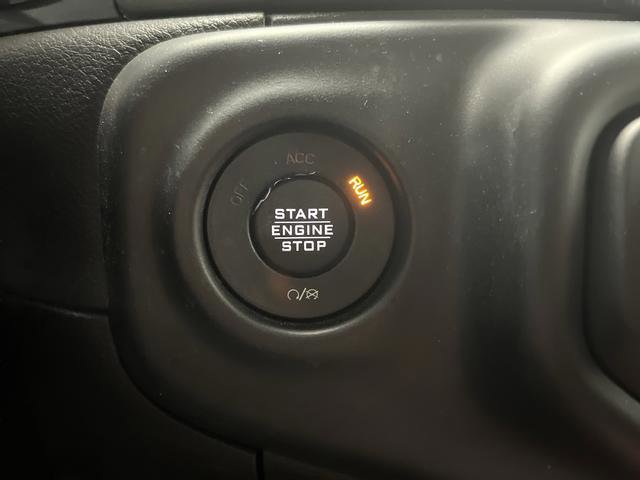 ACC
OFF
RUN
START
ENGINE
STOP